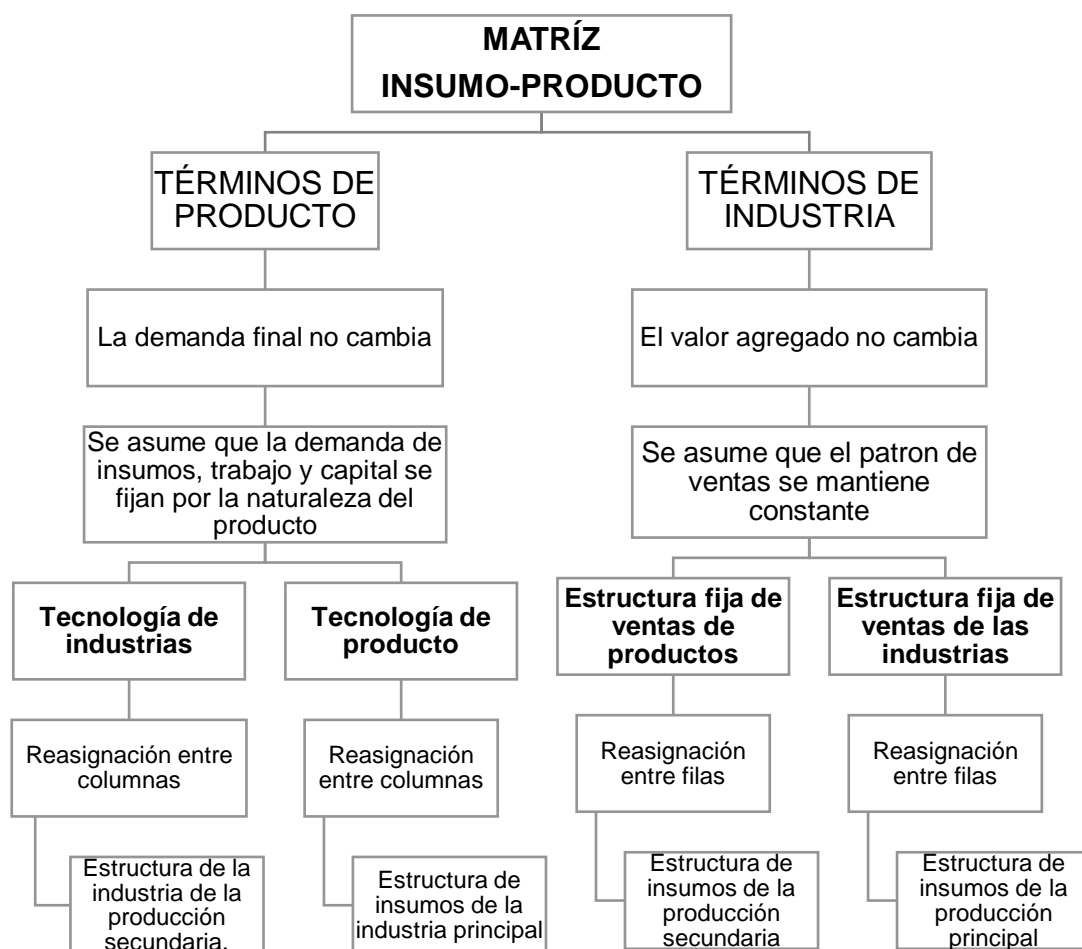 MATRÍZ
INSUMO-PRODUCTO
TÉRMINOS DE
PRODUCTO
TÉRMINOS DE
INDUSTRIA
La demanda final no cambia
El valor agregado no cambia
Se asume que la demanda de
insumos, trabajo y capital se
fijan por la naturaleza del
producto
Se asume que el patron de
ventas se mantiene
constante
Tecnología de
industrias
Tecnología de
producto
Estructura fija de
ventas de
productos
Estructura fija de
ventas de las
industrias
Reasignación entre
columnas
Reasignación
entre columnas
Reasignación
entre filas
Reasignación
entre filas
Estructura de la
industria de la
producción
secundaria.
Estructura de
insumos de la
industria principal
Estructura de
insumos de la
producción
secundaria
Estructura de
insumos de la
producción
principal